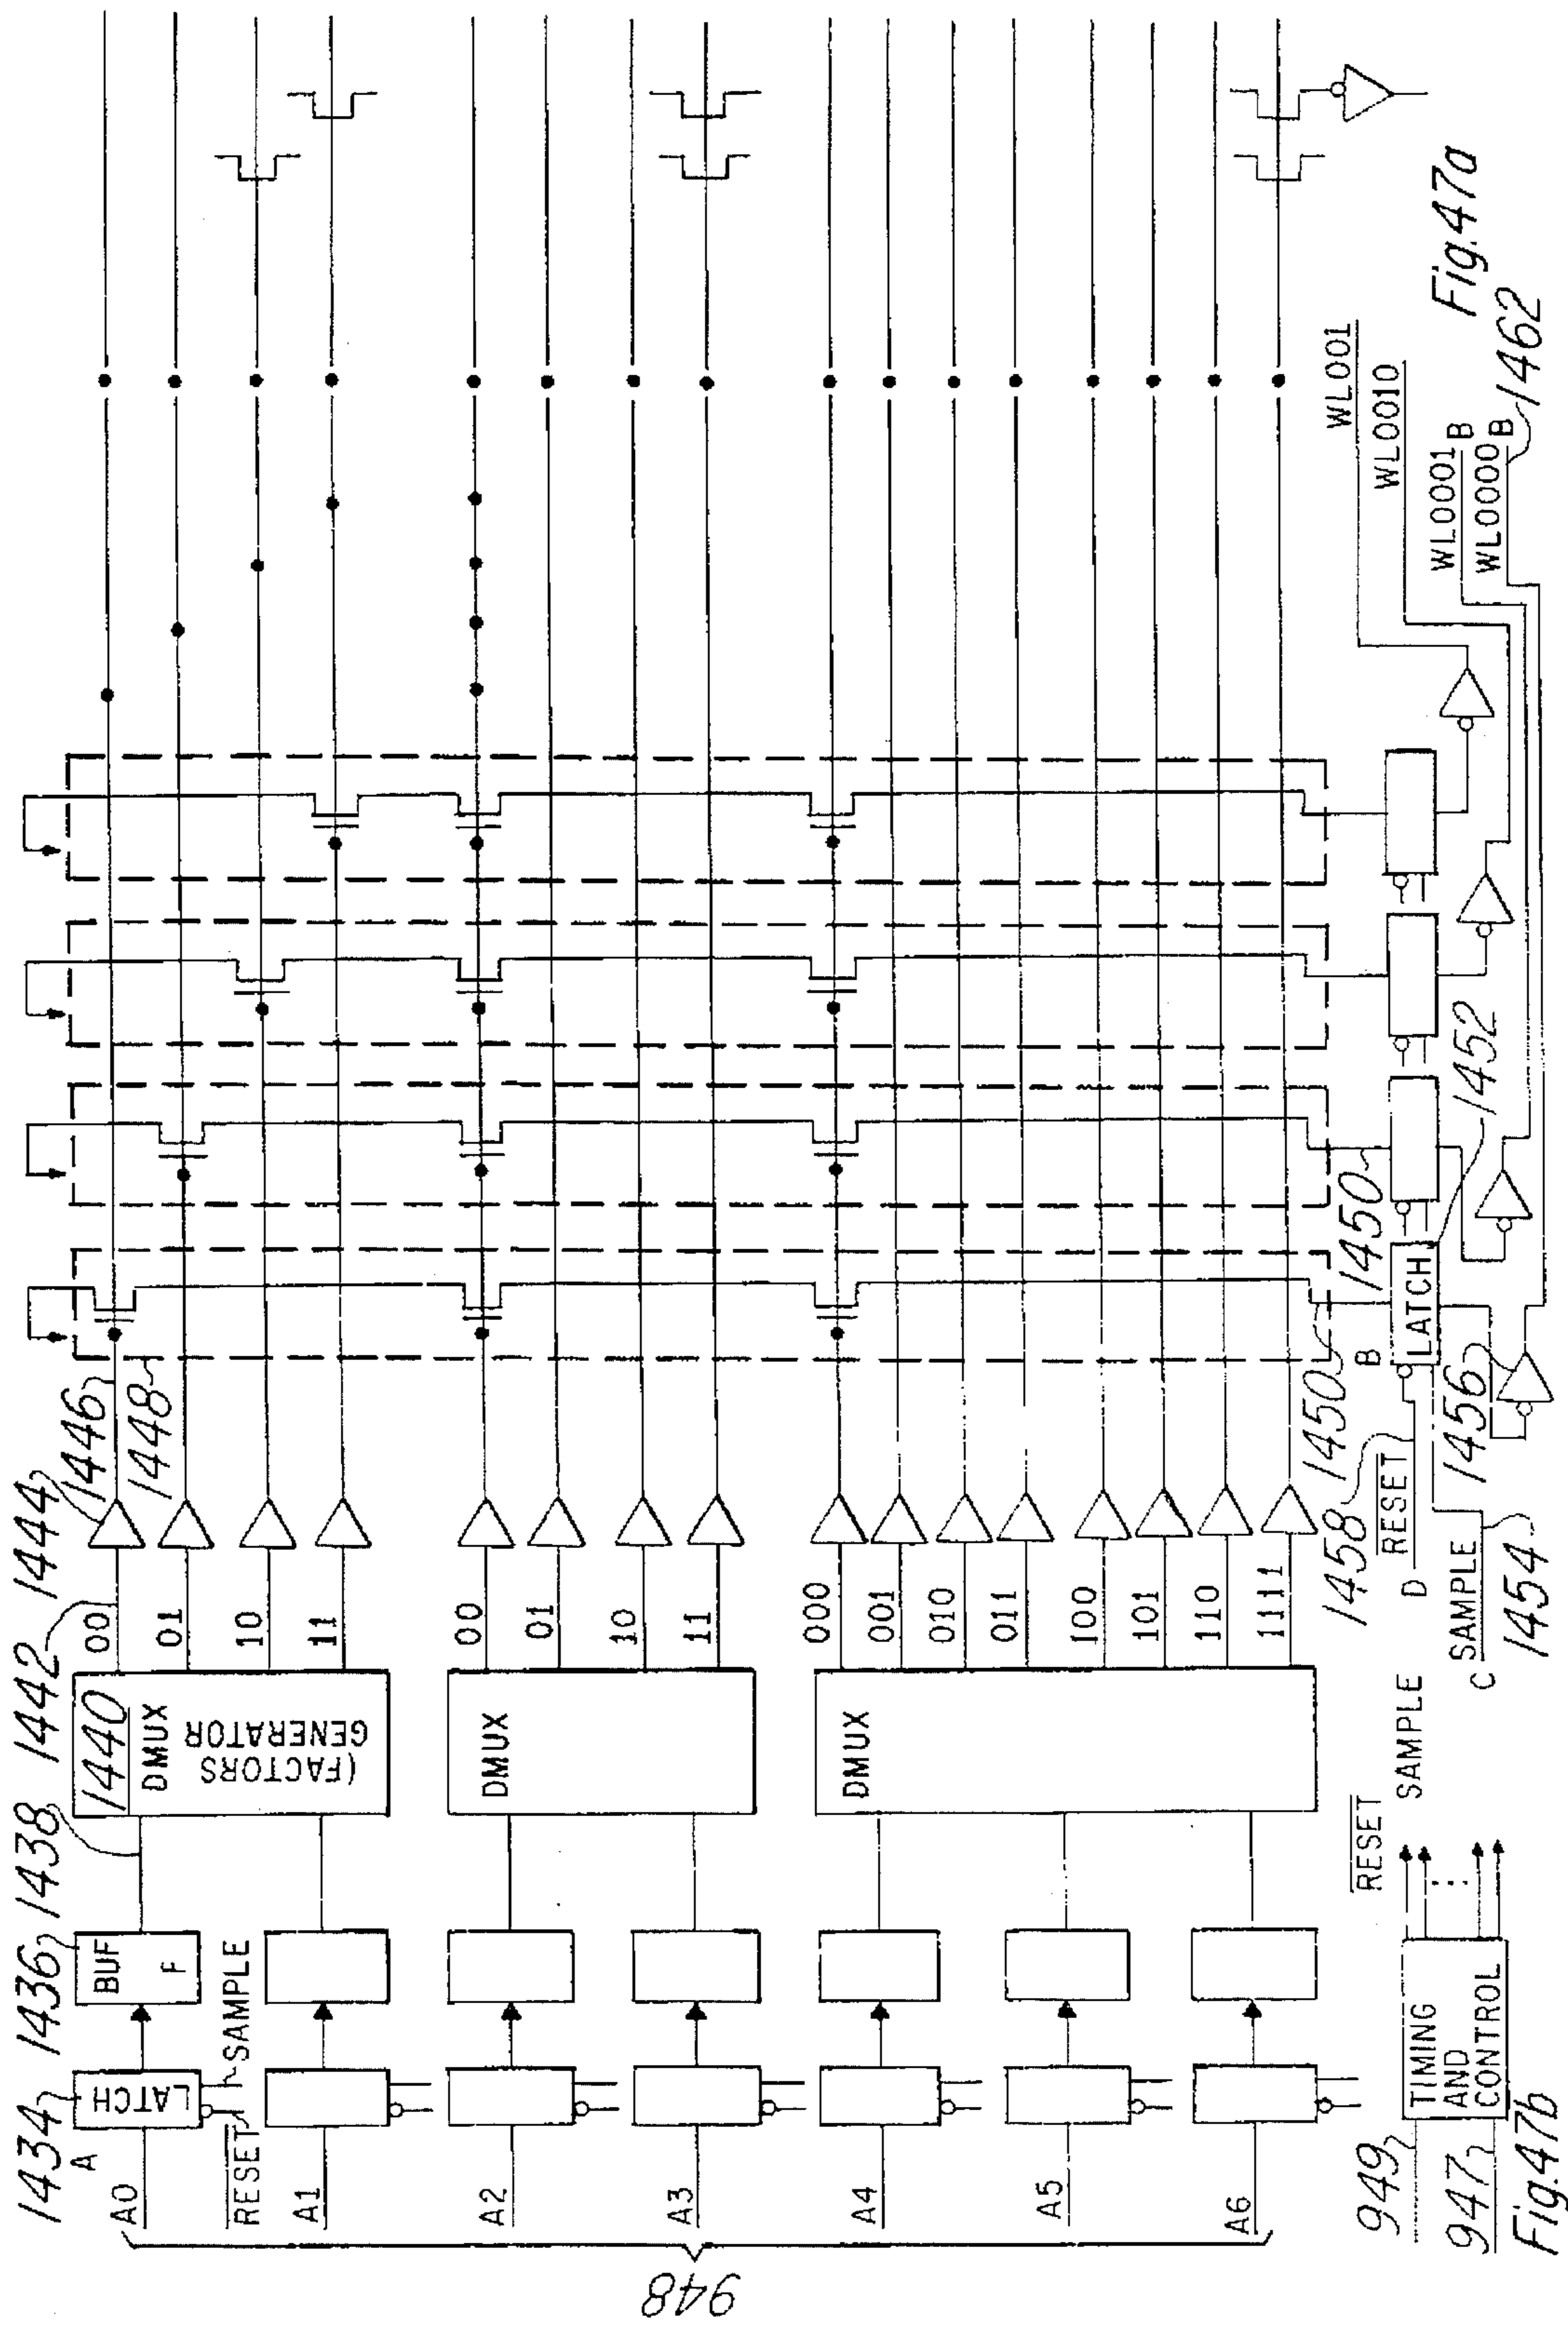 1434
1436
1438
1442
1444
1446
1448
A
A0
LATCH
RESET
SAMPLE
BUF
F
1440
DMUX
(FACTORS
GENERATOR
00
01
10
11
A1
A2
A3
DMUX
00
01
10
11
948
A4
A5
A6
DMUX
000
001
010
011
100
101
110
1111
1450
1450
B
LATCH
1452
1458
RESET
D
SAMPLE
C
1454
1456
WL001
WL0010
WL0001
B
WL0000
B
1462
Fig.47a
949
947
TIMING
AND
CONTROL
RESET
SAMPLE
Fig.47b